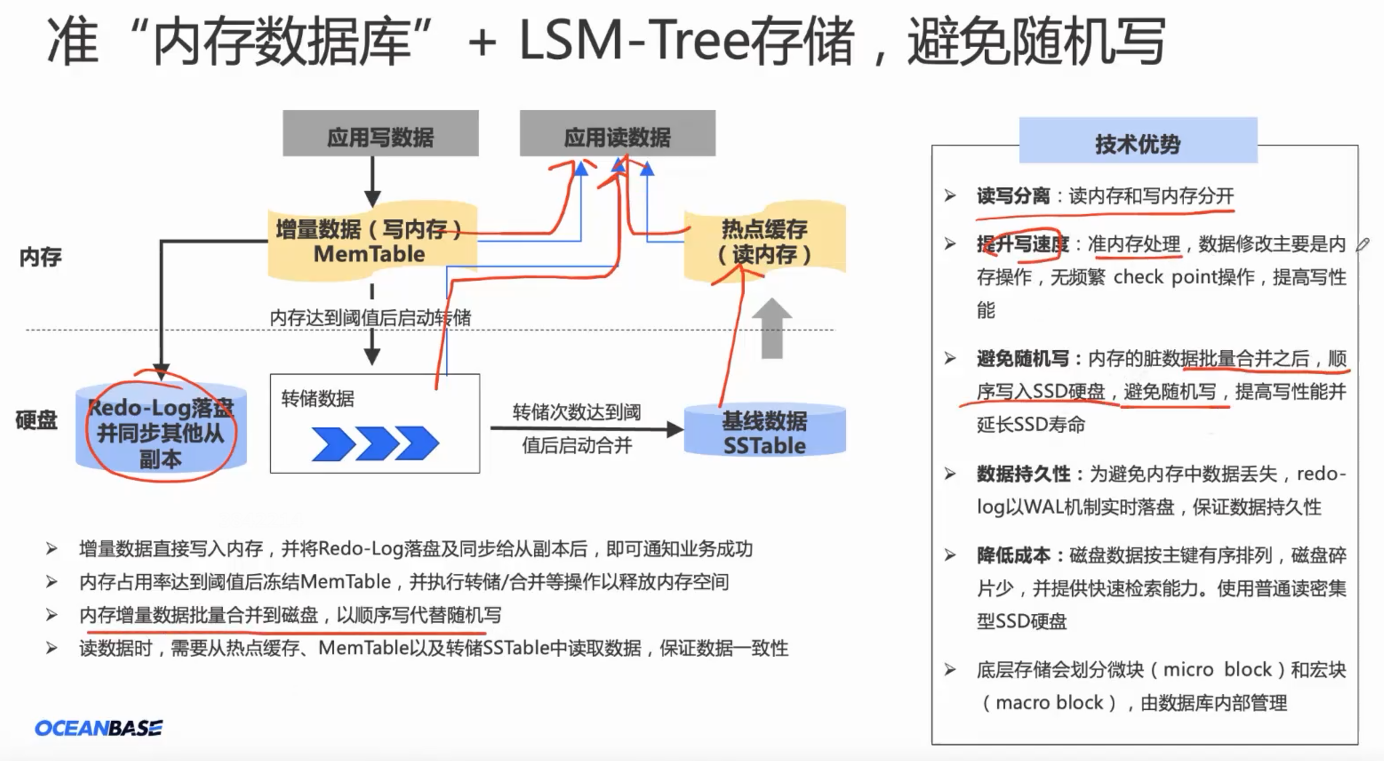 准“内存数据库” + LSM-Tree存储，避免随机写
应用写数据
应用读数据
内存
增量数据（写内存）
MemTable
热点缓存
（读内存）
内存达到阈值后启动转储
硬盘
Redo-Log落盘
并同步其他从
副本
转储数据
转储次数达到阈
值后启动合并
基线数据
SSTable
增量数据直接写入内存，并将Redo-Log落盘及同步给从副本后，即可通知业务成功
内存占用率达到阈值后冻结MemTable，并执行转储/合并等操作以释放内存空间
内存增量数据批量合并到磁盘，以顺序写代替随机写
读数据时，需要从热点缓存、MemTable以及转储SSTable中读取数据，保证数据一致性
OCEANBASE
技术优势
读写分离：读内存和写内存分开
提升写速度：准内存处理，数据修改主要是内
存操作，无频繁 check point操作，提高写性
能
避免随机写：内存的脏数据批量合并之后，顺
序写入SSD硬盘，避免随机写，提高写性能并
延长SSD寿命
数据持久性：为避免内存中数据丢失，redo-
log以WAL机制实时落盘，保证数据持久性
降低成本：磁盘数据按主键有序排列，磁盘碎
片少，并提供快速检索能力。使用普通读密集
型SSD硬盘
底层存储会划分微块（micro block）和宏块
（macro block），由数据库内部管理